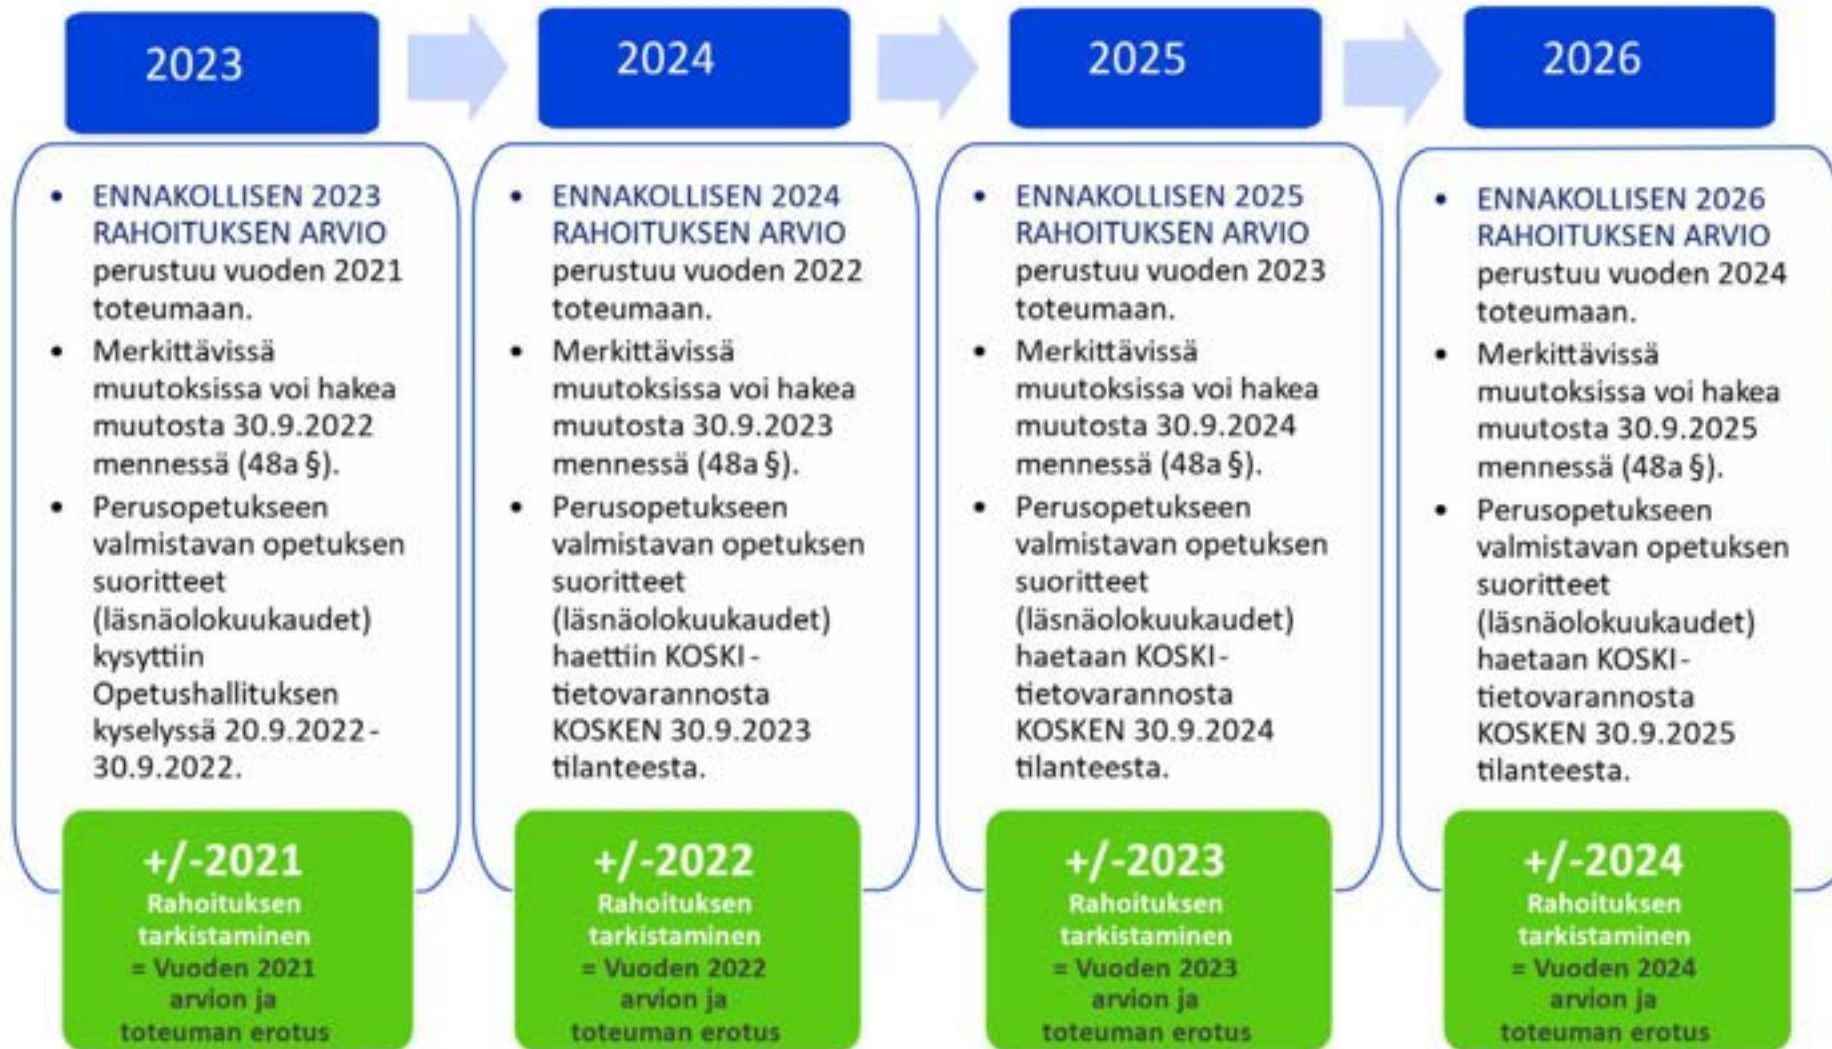 2023
• ENNAKOLLISEN 2023
RAHOITUKSEN ARVIO
perustuu vuoden 2021
toteumaan.
• Merkittävissä
muutoksissa voi hakea
muutosta 30.9.2022
mennessä (48a §).
• Perusopetukseen
valmistavan opetuksen
suoritteet
(läsnäolokuukaudet)
kysyttiin
Opetushallituksen
kyselyssä 20.9.2022-
30.9.2022.
+/-2021
Rahoituksen
tarkistaminen
= Vuoden 2021
arvion ja
toteuman erotus
2024
• ENNAKOLLISEN 2024
RAHOITUKSEN ARVIO
perustuu vuoden 2022
toteumaan.
• Merkittävissä
muutoksissa voi hakea
muutosta 30.9.2023
mennessä (48a §).
• Perusopetukseen
valmistavan opetuksen
suoritteet
(läsnäolokuukaudet)
haettiin KOSKI-
tietovarannosta
KOSKEN 30.9.2023
tilanteesta.
+/-2022
Rahoituksen
tarkistaminen
= Vuoden 2022
arvion ja
toteuman erotus
2025
• ENNAKOLLISEN 2025
RAHOITUKSEN ARVIO
perustuu vuoden 2023
toteumaan.
• Merkittävissä
muutoksissa voi hakea
muutosta 30.9.2024
mennessä (48a §).
• Perusopetukseen
valmistavan opetuksen
suoritteet
(läsnäolokuukaudet)
haetaan KOSKI-
tietovarannosta
KOSKEN 30.9.2024
tilanteesta.
+/-2023
Rahoituksen
tarkistaminen
= Vuoden 2023
arvion ja
toteuman erotus
2026
• ENNAKOLLISEN 2026
RAHOITUKSEN ARVIO
perustuu vuoden 2024
toteumaan.
• Merkittävissä
muutoksissa voi hakea
muutosta 30.9.2025
mennessä (48a §).
• Perusopetukseen
valmistavan opetuksen
suoritteet
(läsnäolokuukaudet)
haetaan KOSKI-
tietovarannosta
KOSKEN 30.9.2025
tilanteesta.
+/-2024
Rahoituksen
tarkistaminen
= Vuoden 2024
arvion ja
toteuman erotus